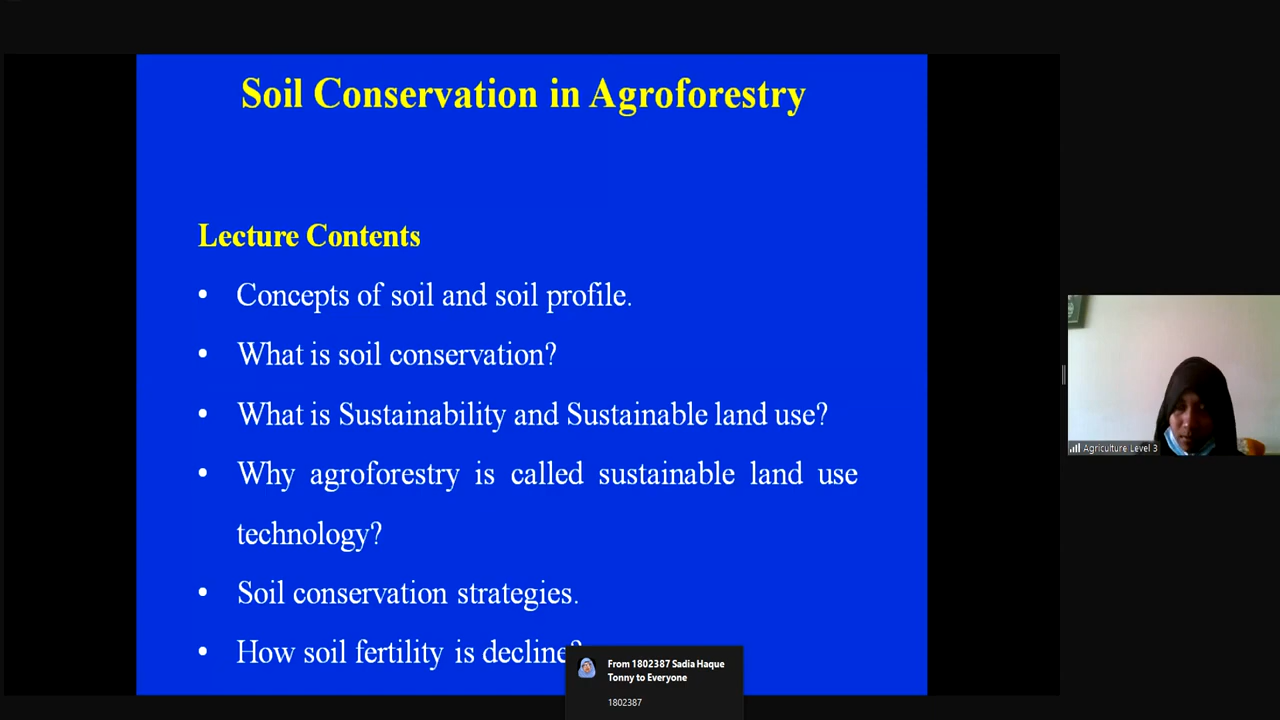 Soil Conservation in Agroforestry
Lecture Contents
• Concepts of soil and soil profile.
• What is soil conservation?
• What is Sustainability and Sustainable land use?
• Why agroforestry is called sustainable land use
technology?
• Soil conservation strategies.
• How soil fertility is decline?
From 1802387 Sadia Haque
Tonny to Everyone
1802387
Agriculture Level 3